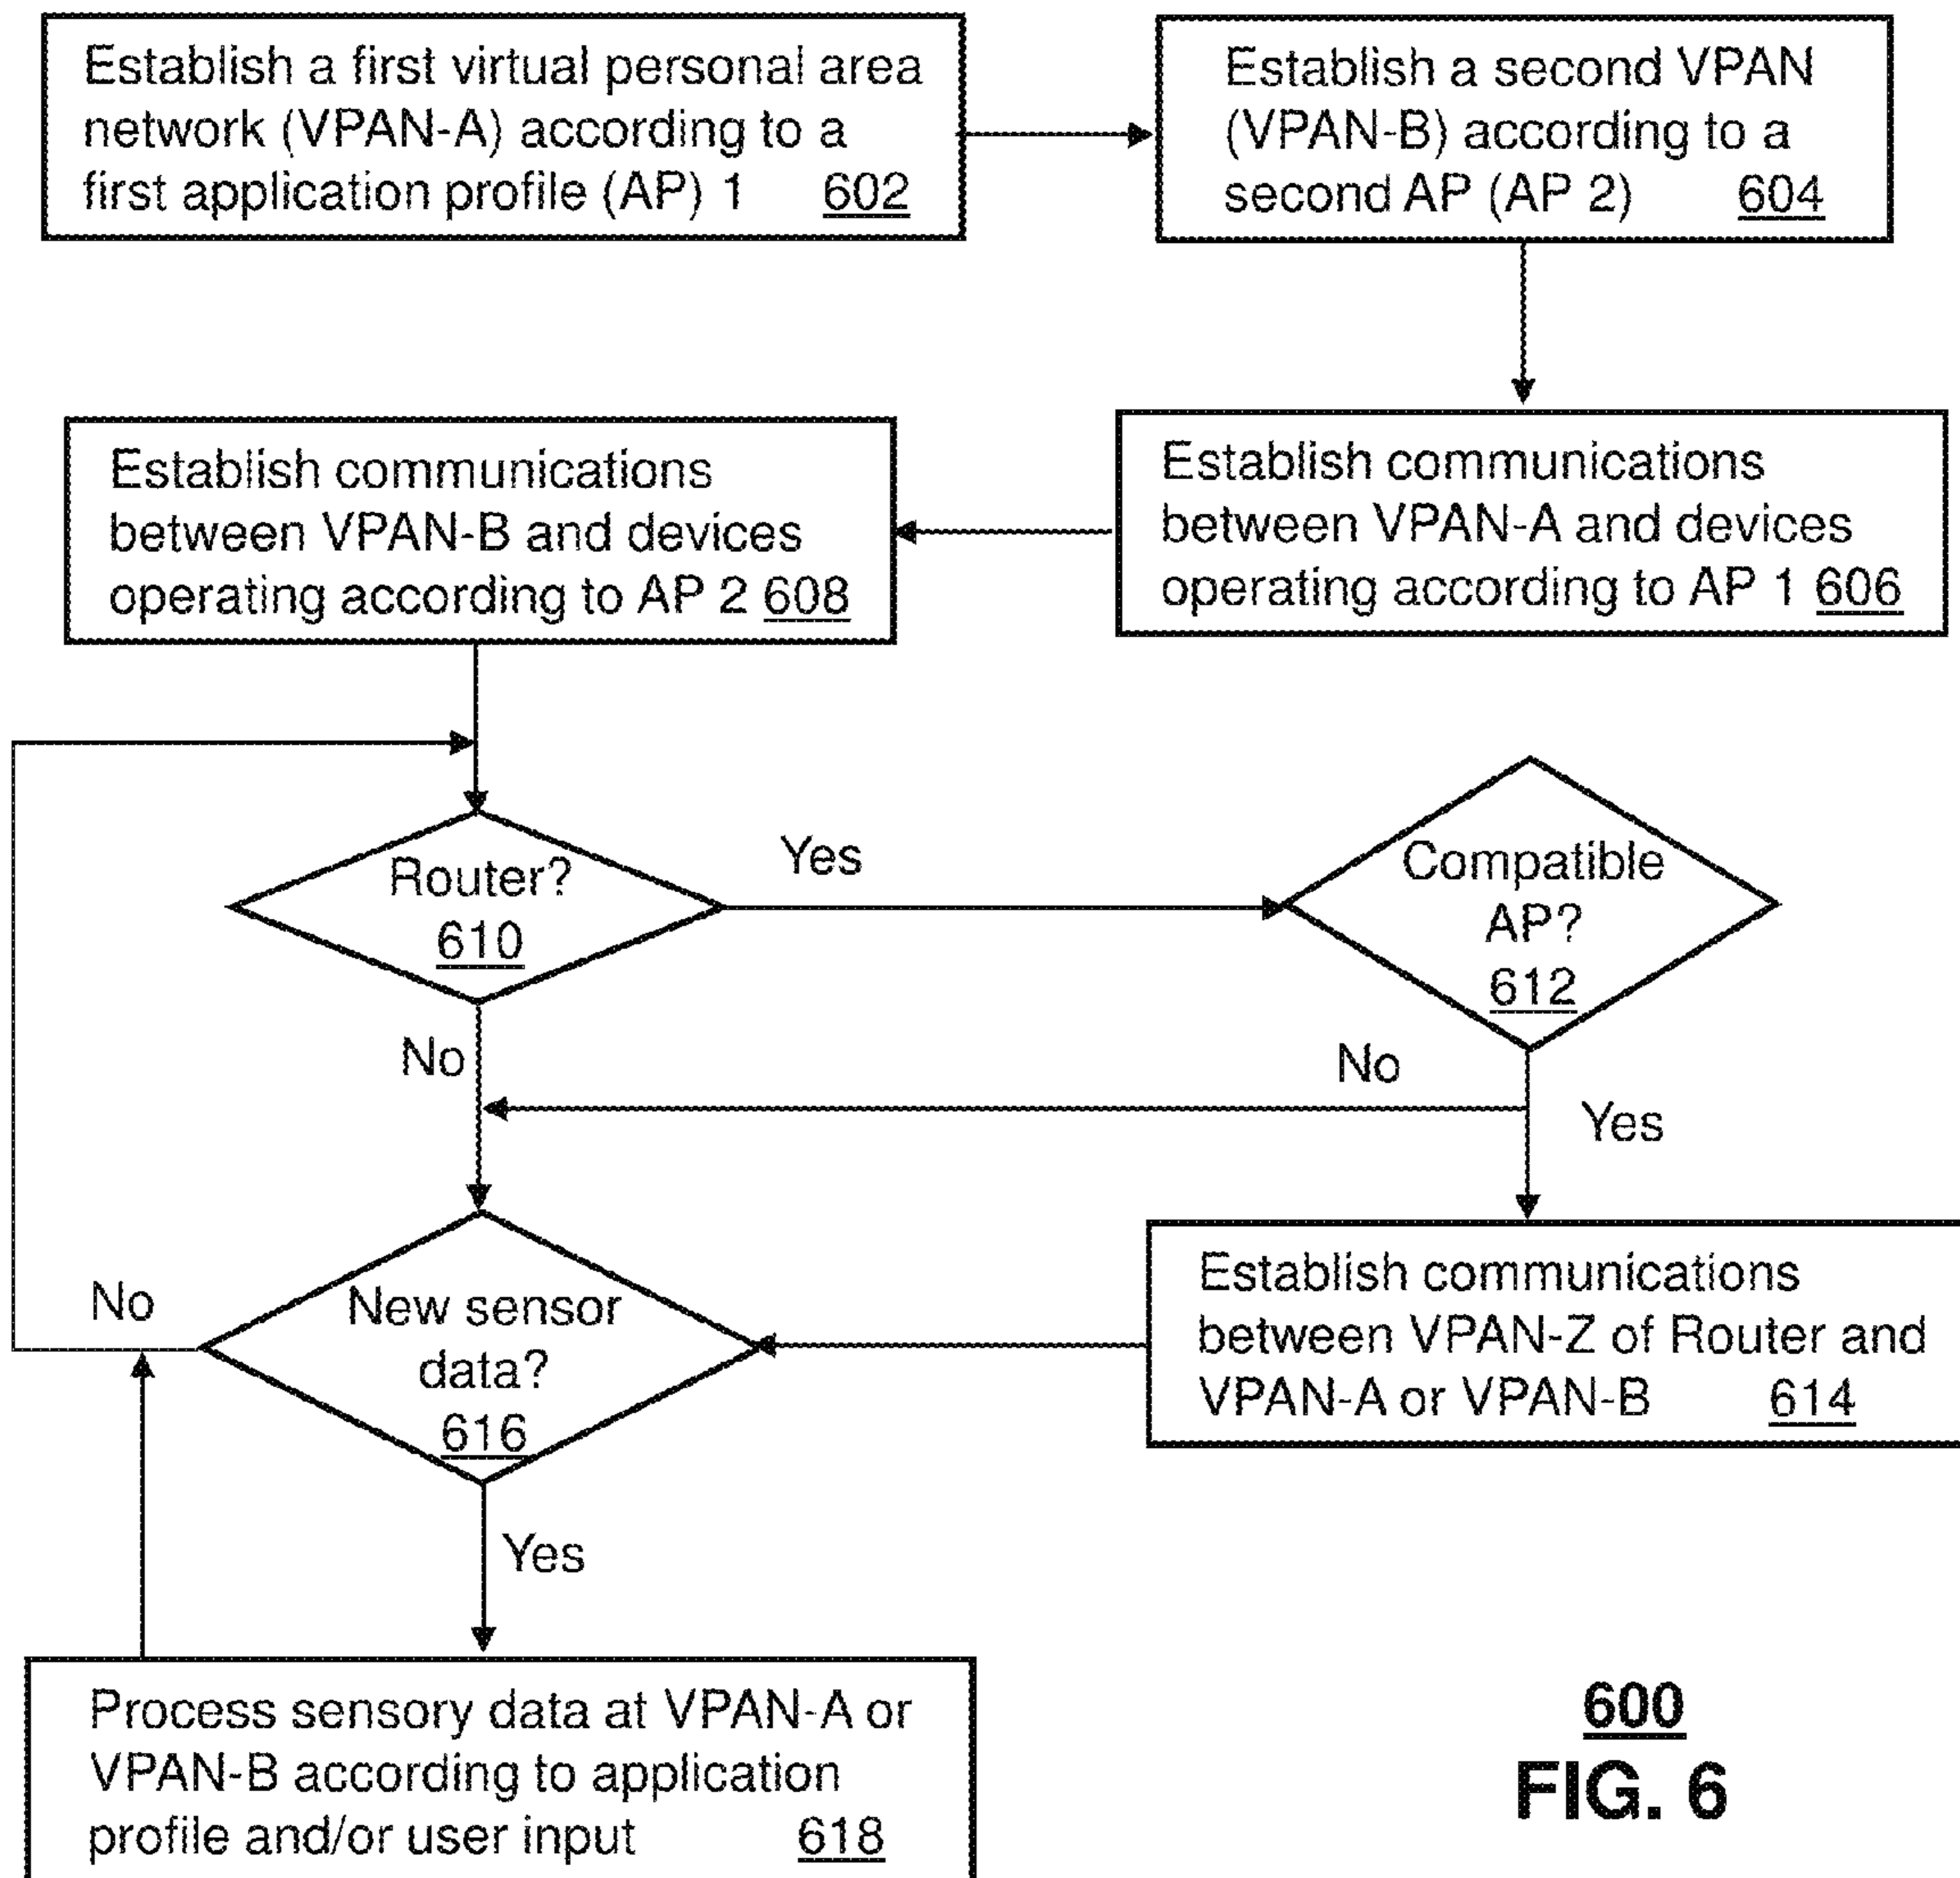 Establish a first virtual personal area
network (VPAN-A) according to a
first application profile (AP) 1 602
Establish a second VPAN
(VPAN-B) according to a
second AP (AP 2) 604
Establish communications
between VPAN-B and devices
operating according to AP 2 608
Establish communications
between VPAN-A and devices
operating according to AP 1 606
Router?
610
Yes
Compatible
AP?
612
No
No
Yes
No
New sensor
data?
616
Establish communications
between VPAN-Z of Router and
VPAN-A or VPAN-B 614
Yes
Process sensory data at VPAN-A or
VPAN-B according to application
profile and/or user input 618
600
FIG. 6